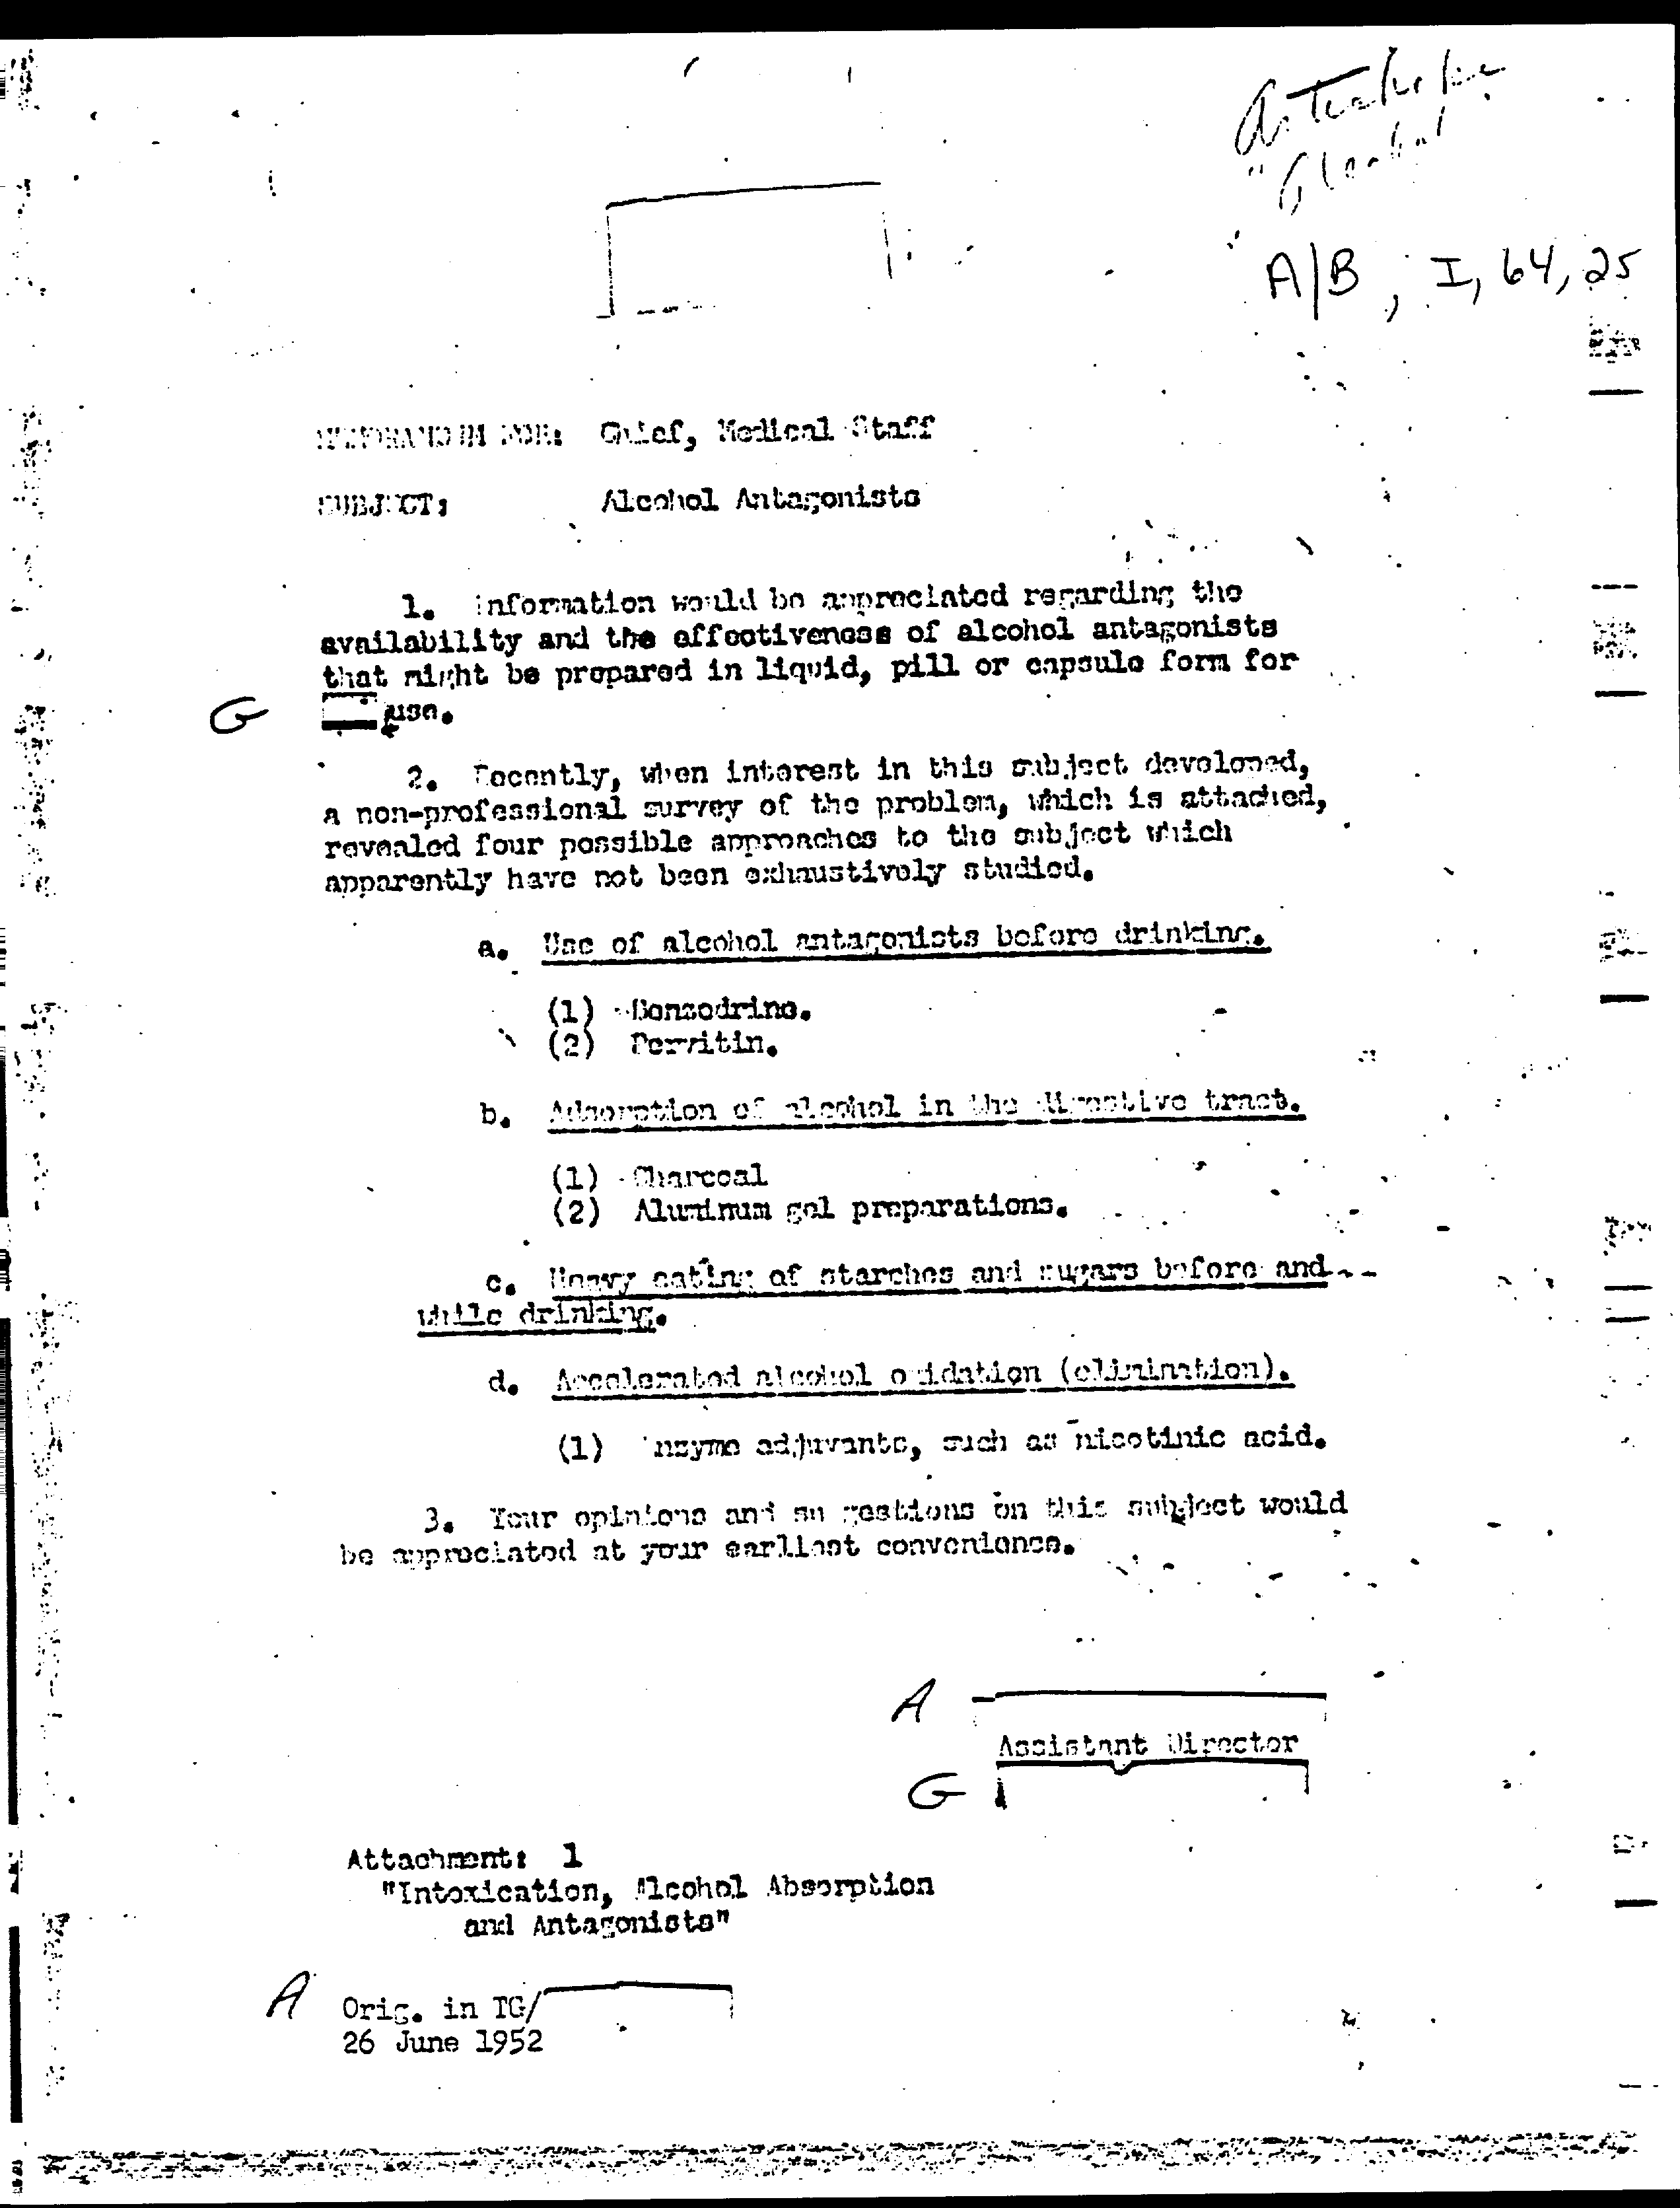 A/B, I, 64, 25
MEMORANDUM FOR: Chief, Medical Staff
SUBJECT: Alcohol Antagonists
1. Information would be appreciated regarding the
availability and the effectiveness of alcohol antagonists
that might be prepared in liquid, pill or capsule form for
G use.
2. Recently, when interest in this subject developed,
a non-professional survey of the problem, which is attached,
revealed four possible approaches to the subject which
apparently have not been exhaustively studied.
a. Use of alcohol antagonists before drinking.
(1) Benzedrine.
(2) Pervitin.
b. Adsorption of alcohol in the digestive tract.
(1) Charcoal
(2) Aluminum gel preparations.
c. Heavy eating of starches and sugars before and
while drinking.
d. Accelerated alcohol oxidation (elimination).
(1) Enzyme adjuvants, such as nicotinic acid.
3. Your opinions and suggestions on this subject would
be appreciated at your earliest convenience.
A
Assistant Director
G
Attachment: 1
"Intoxication, Alcohol Absorption
and Antagonists"
A Orig. in TG/
26 June 1952